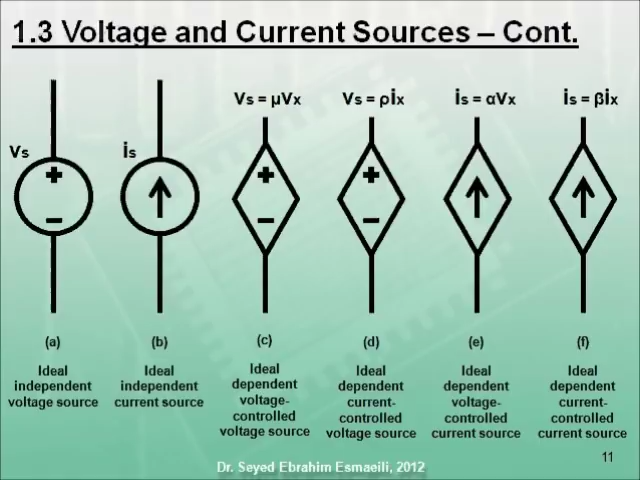 1.3 Voltage and Current Sources – Cont.
Vs = μVx
Vs = ρix
is = αVx
is = βix
Vs
is
+
–
+
–
+
–
(a)
(b)
(c)
(d)
(e)
(f)
Ideal
independent
voltage source
Ideal
independent
current source
Ideal
dependent
voltage-
controlled
voltage source
Ideal
dependent
current-
controlled
voltage source
Ideal
dependent
voltage-
controlled
current source
Ideal
dependent
current-
controlled
current source
11
Dr. Seyed Ebrahim Esmaeili, 2012